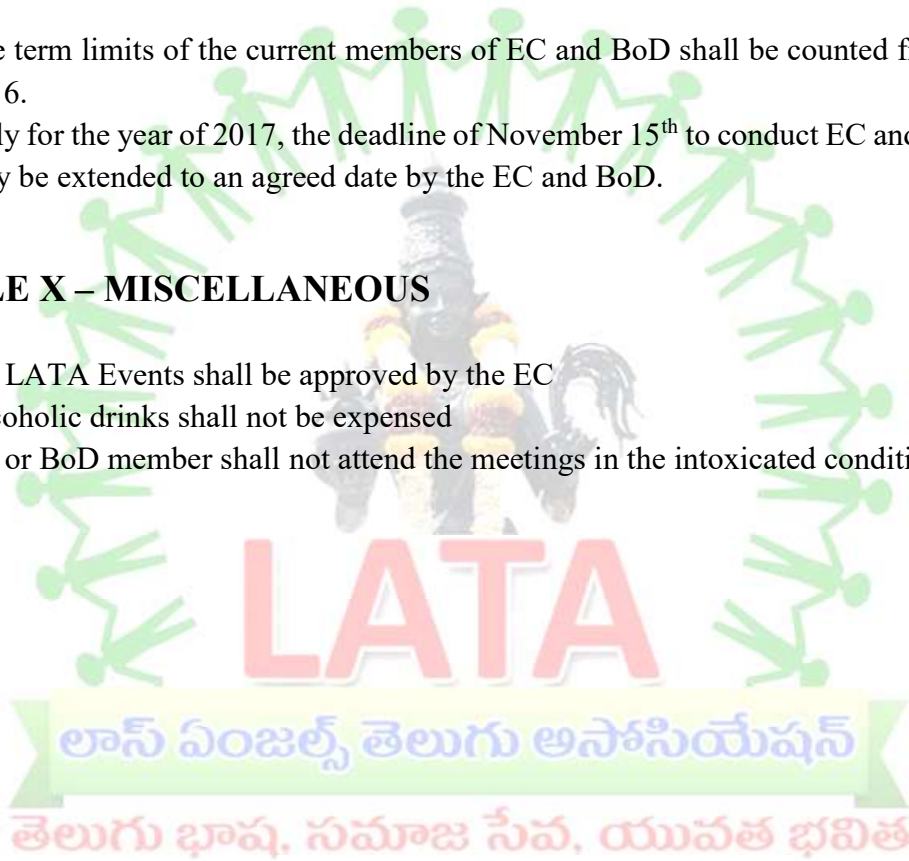 e term limits of the current members of EC and BoD shall be counted f
6.
ly for the year of 2017, the deadline of November 15th to conduct EC and
y be extended to an agreed date by the EC and BoD.
LE X – MISCELLANEOUS
LATA Events shall be approved by the EC
coholic drinks shall not be expensed
or BoD member shall not attend the meetings in the intoxicated conditi
LATA
లాస్ ఏంజల్స్ తెలుగు అసోసియేషన్
తెలుగు భాష, సమాజ సేవ, యువత భవిత